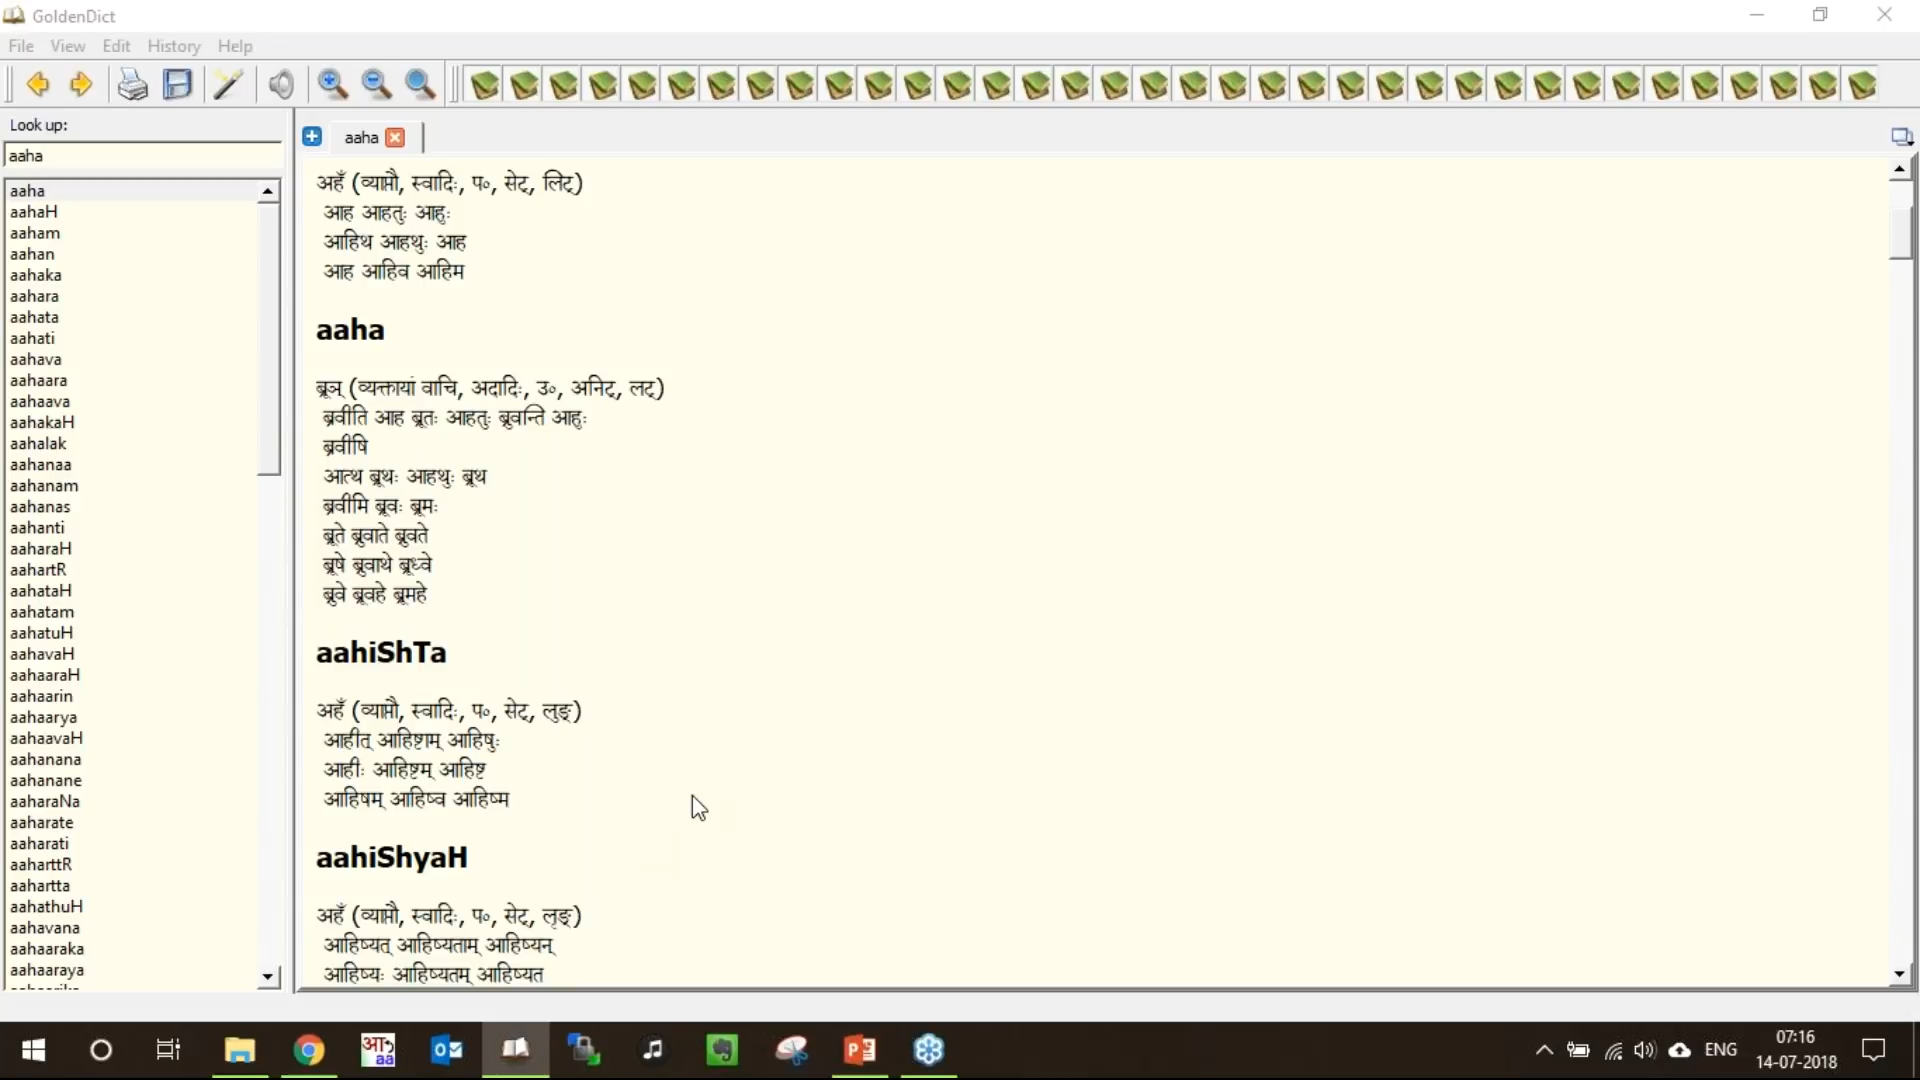 GoldenDict
File View Edit History Help
Look up:
aaha
aaha
aahaH
aaham
aahan
aahaka
aahara
aahata
aahati
aahava
aahaara
aahaava
aahakaH
aahalak
aahanaa
aahanam
aahanas
aahanti
aaharaH
aahartR
aahataH
aahatam
aahatuH
aahavaH
aahaaraH
aahaarin
aahaarya
aahaavaH
aahanana
aahanane
aaharaNa
aaharate
aaharati
aaharttR
aahartta
aahathuH
aahavana
aahaaraka
aahaaraya
aaha
अहँ (व्याप्तौ, स्वादिः, प०, सेट्, लिट्)
आह आहतुः आहुः
आहिथ आहथुः आह
आह आहिव आहिम
aaha
ब्रूञ् (व्यक्तायां वाचि, अदादिः, उ०, अनिट्, लट्)
ब्रवीति आह ब्रूतः आहतुः ब्रुवन्ति आहुः
ब्रवीषि
आत्थ ब्रूथः आहथुः ब्रूथ
ब्रवीमि ब्रूवः ब्रूमः
ब्रूते ब्रुवाते ब्रुवते
ब्रूषे ब्रुवाथे ब्रूध्वे
ब्रुवे ब्रूवहे ब्रूमहे
aahiShTa
अहँ (व्याप्तौ, स्वादिः, प०, सेट्, लुङ्)
आहीत् आहिष्टाम् आहिषुः
आहीः आहिष्टम् आहिष्ट
आहिषम् आहिष्व आहिष्म
aahiShyaH
अहँ (व्याप्तौ, स्वादिः, प०, सेट्, लृङ्)
आहिष्यत् आहिष्यताम् आहिष्यन्
आहिष्यः आहिष्यतम् आहिष्यत
आ
aa
ENG
07:16
14-07-2018